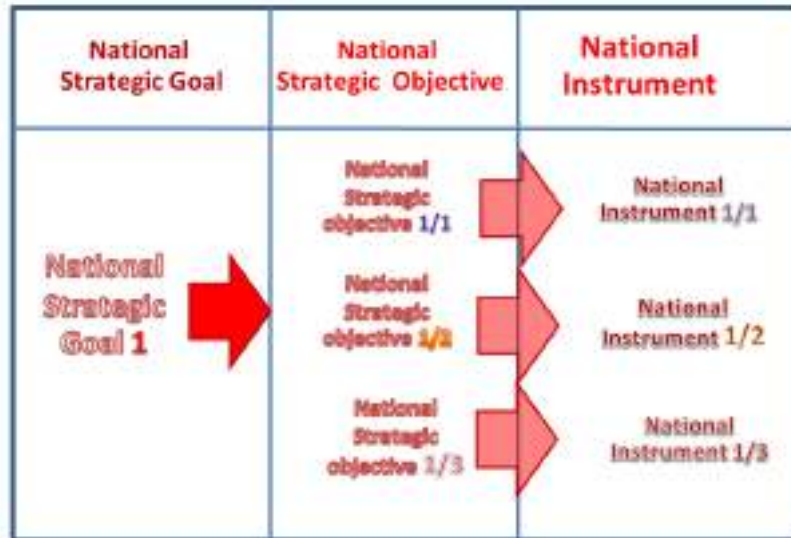 National
Strategic Goal
National
Strategic Objective
National
Instrument
National
Strategic
Goal 1
National
Strategic
objective 1/1
National
Instrument 1/1
National
Strategic
objective 1/2
National
Instrument 1/2
National
Strategic
objective 1/3
National
Instrument 1/3